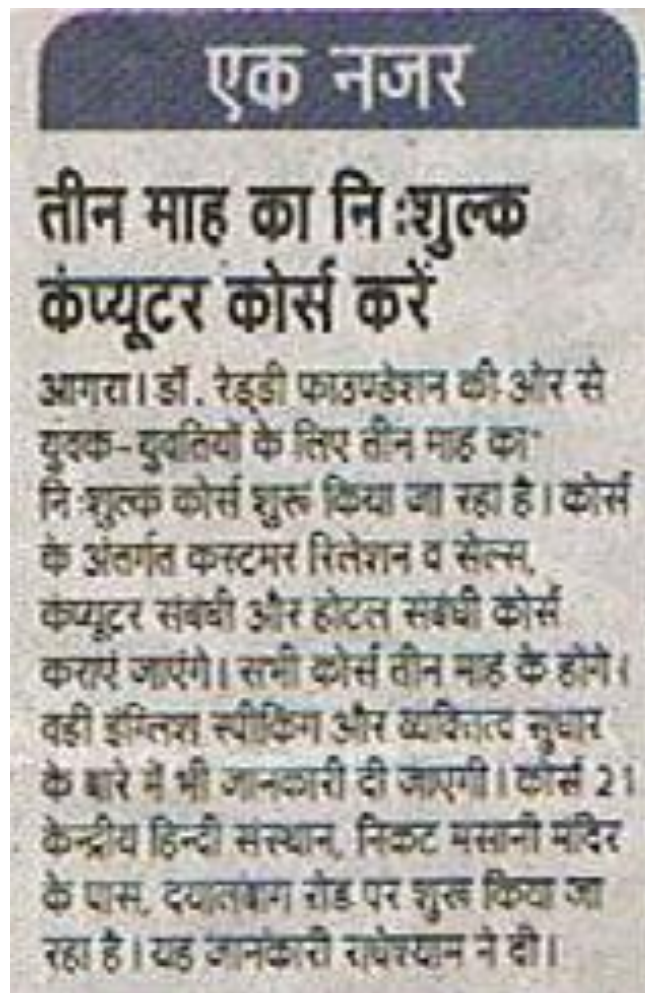 एक नजर
तीन माह का निःशुल्क
कंप्यूटर कोर्स करें
आगरा। डॉ. रेड्डी फाउण्डेशन की ओर से
युवक-युवतियों के लिए तीन माह का
निःशुल्क कोर्स शुरू किया जा रहा है। कोर्स
के अंतर्गत कस्टमर रिलेशन व सेल्स,
कंप्यूटर संबंधी और होटल संबंधी कोर्स
कराएं जाएंगे। सभी कोर्स तीन माह के होंगे।
वहीं इंग्लिश स्पीकिंग और व्यक्तित्व सुधार
के बारे में भी जानकारी दी जाएगी। कोर्स 21
केन्द्रीय हिन्दी संस्थान, निकट मसानी मंदिर
के पास, दयालबाग रोड पर शुरू किया जा
रहा है। यह जानकारी राधेश्याम ने दी।